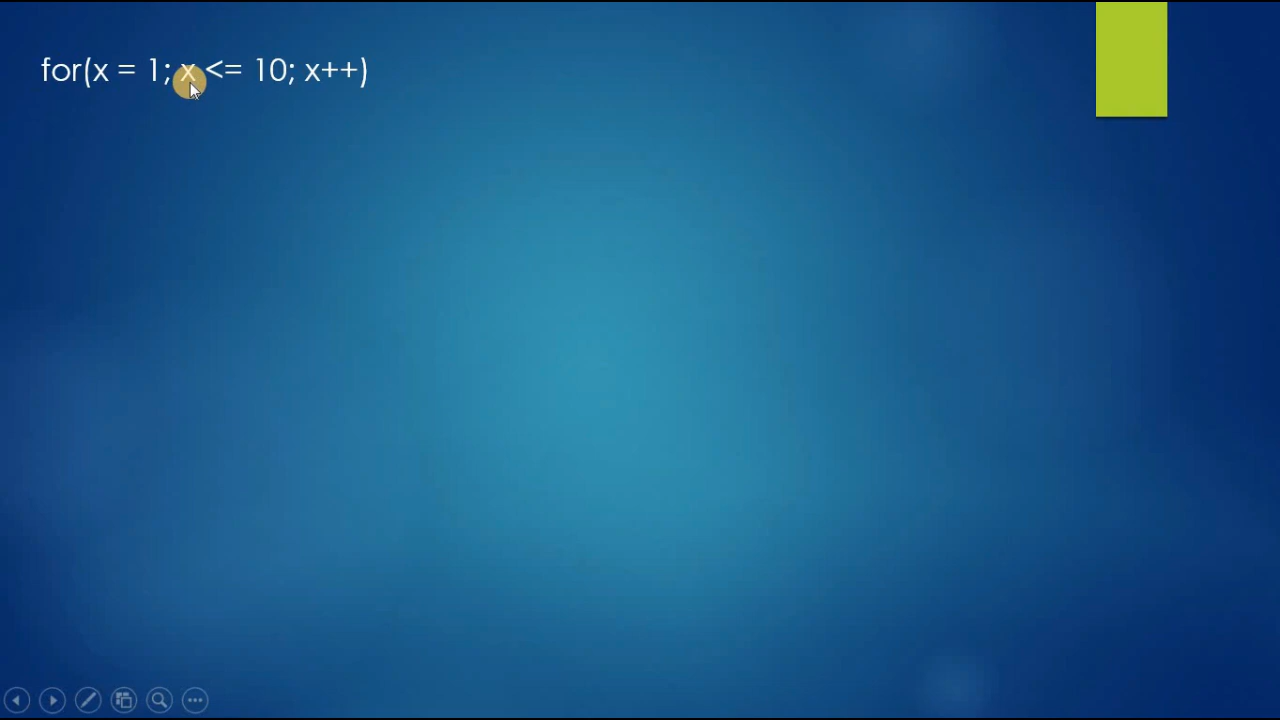 for(x = 1; x <= 10; x++)